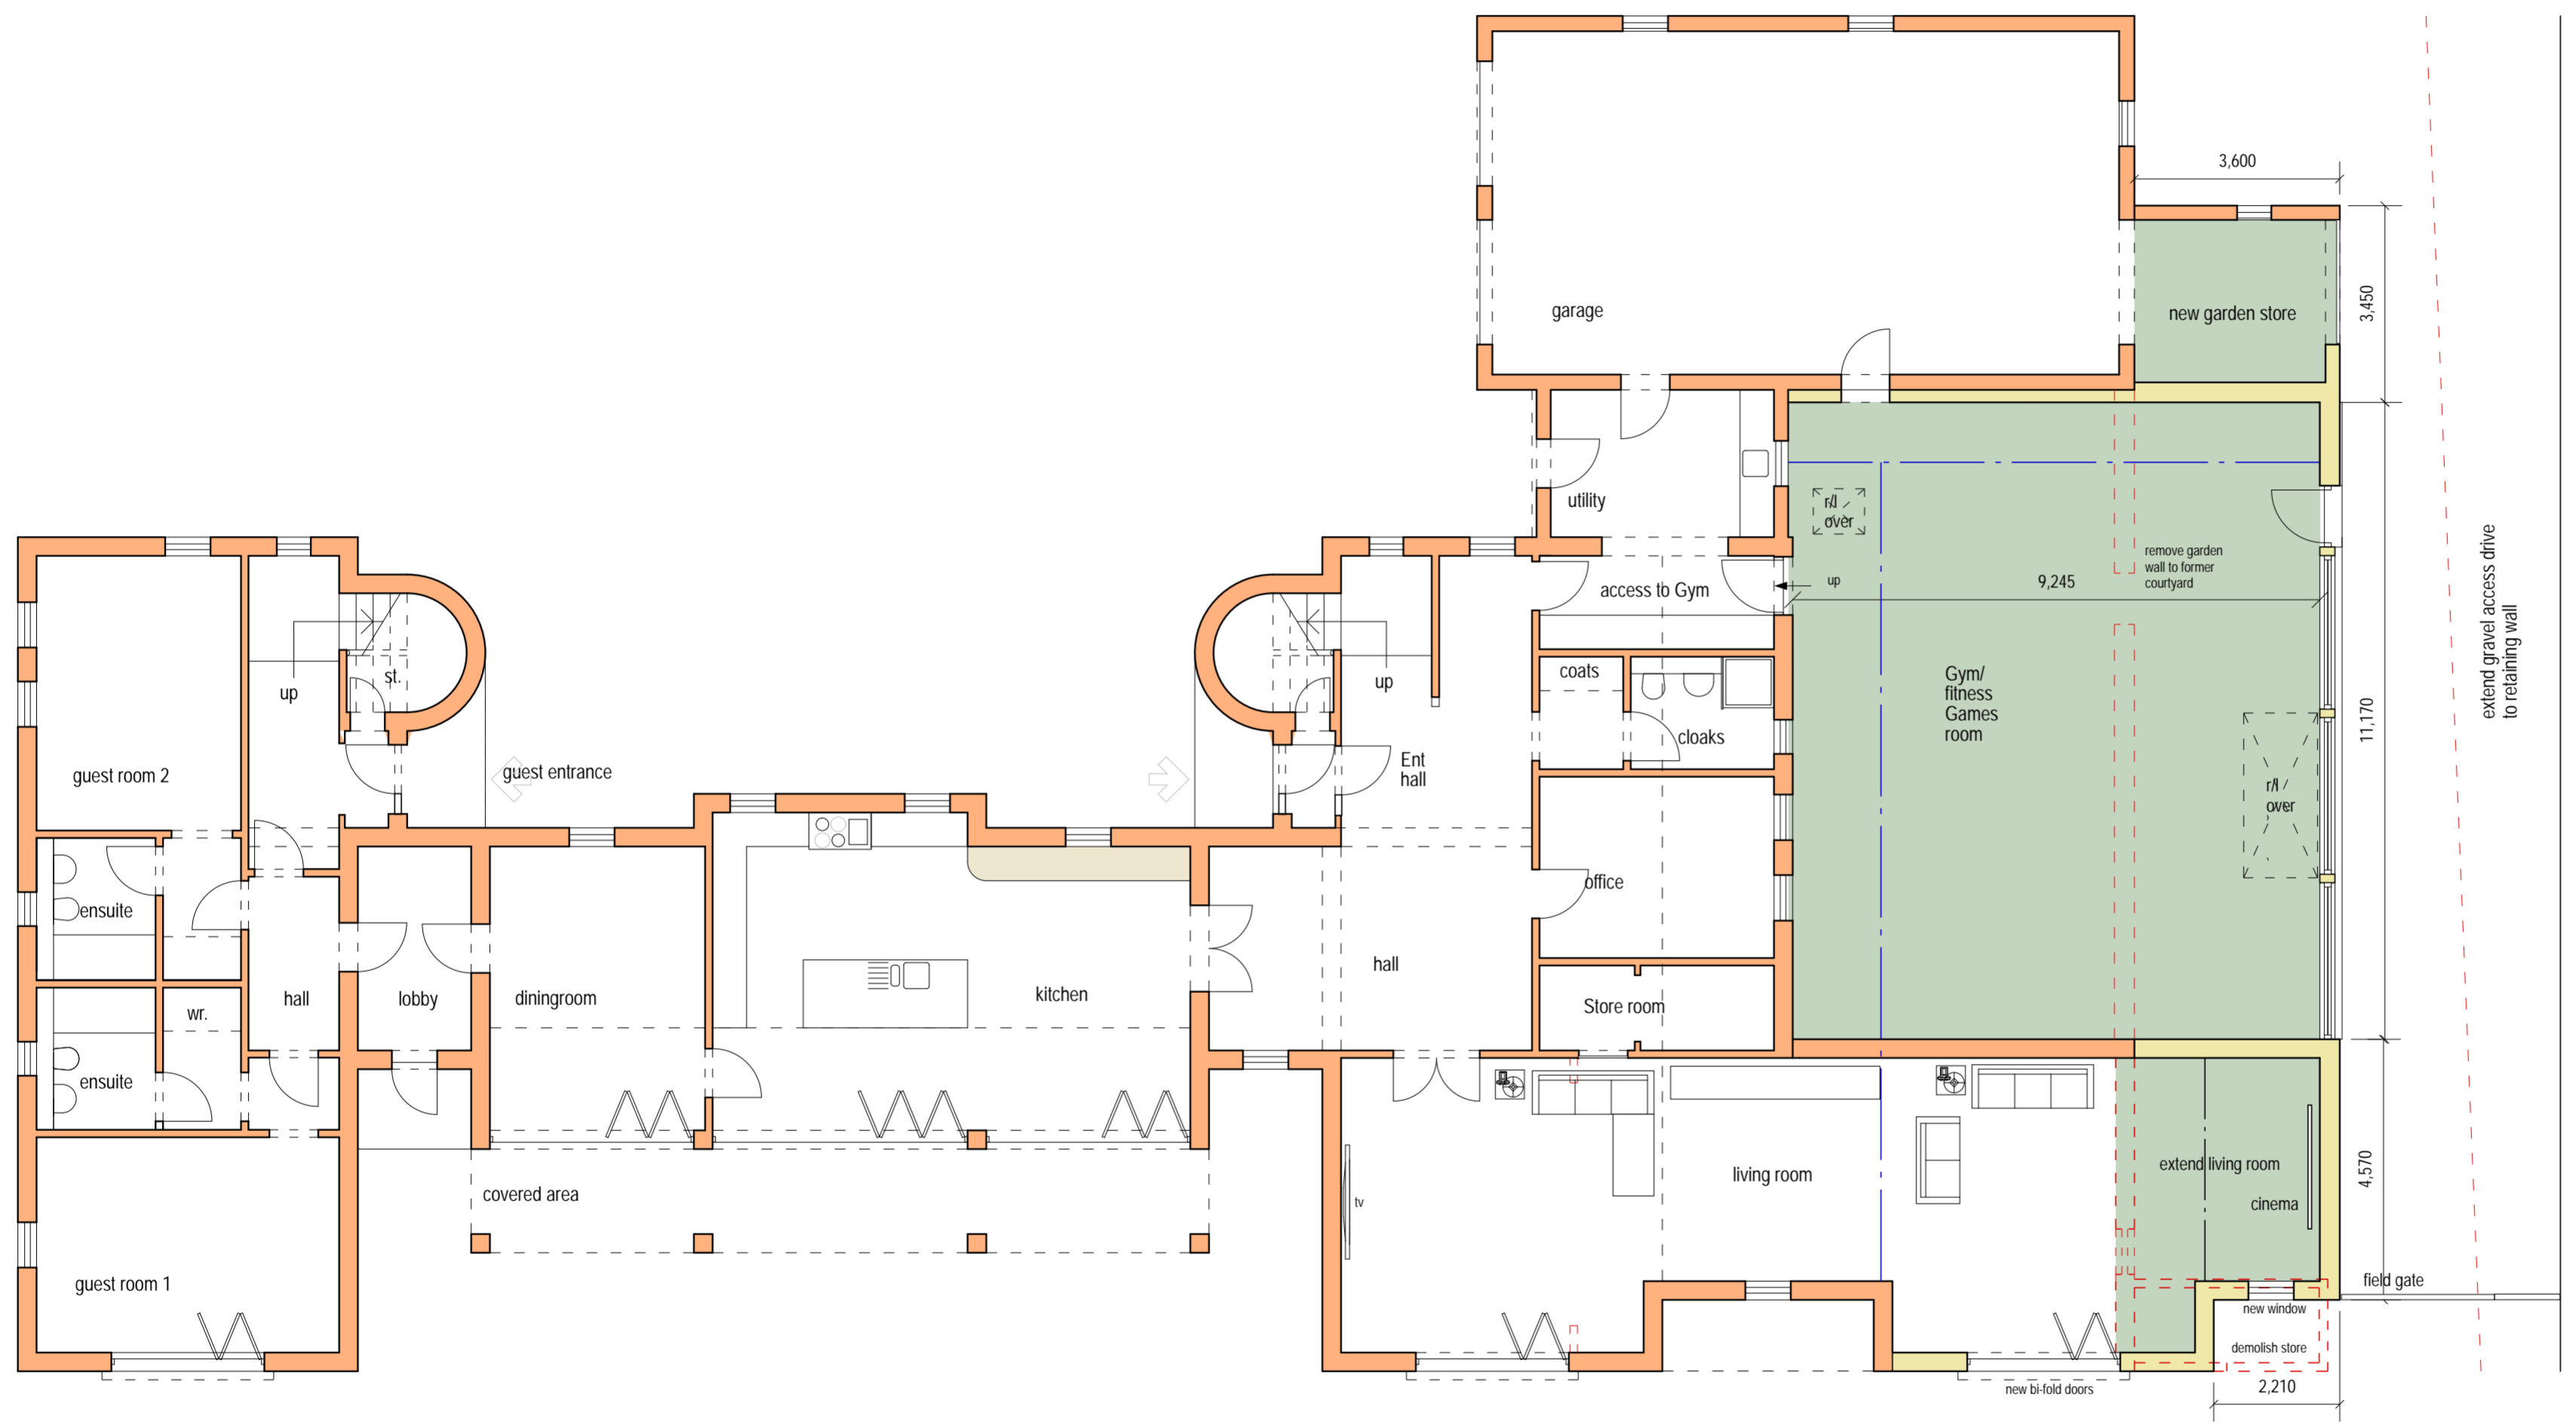 3,600
new garden store
3,450
garage
utility
r/l
over
remove garden
wall to former
courtyard
9,245
up
access to Gym
extend gravel access drive
to retaining wall
st.
up
coats
up
cloaks
Gym/
fitness
Games
room
11,170
guest room 2
guest entrance
Ent
hall
r/l
over
ensuite
office
hall
lobby
diningroom
kitchen
hall
Store room
wr.
ensuite
covered area
tv
living room
extend living room
cinema
4,570
guest room 1
field gate
new window
demolish store
new bi-fold doors
2,210